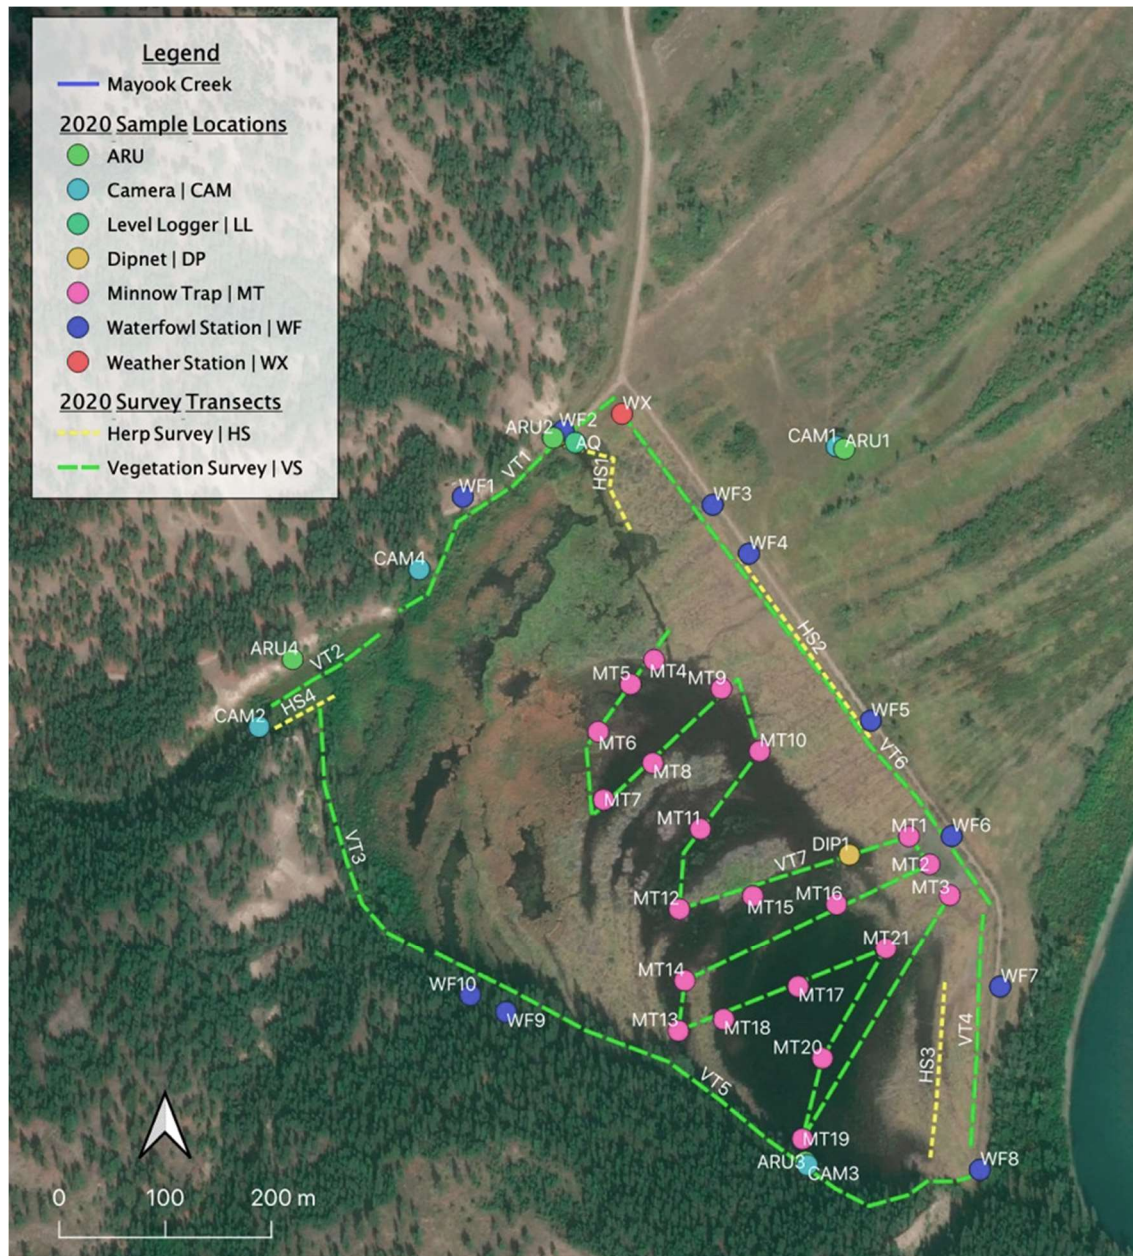 Legend
Mayook Creek
2020 Sample Locations
ARU
Camera | CAM
Level Logger | LL
Dipnet | DP
Minnow Trap | MT
Waterfowl Station | WF
Weather Station | WX
2020 Survey Transects
Herp Survey | HS
Vegetation Survey | VS
WX
WF2
ARU2
AQ
CAM1
ARU1
HS1
VT1
WF1
WF3
WF4
CAM4
HS2
ARU4
VT2
MT4
MT5
MT9
HS4
CAM2
WF5
MT6
MT10
VT6
MT8
MT7
MT11
MT1
WF6
VT3
DIP1
VT7
MT2
MT3
MT12
MT15
MT16
MT21
MT14
WF10
MT17
WF7
WF9
MT13
MT18
VT4
MT20
HS3
VT5
MT19
ARU3
CAM3
WF8
0 100 200 m